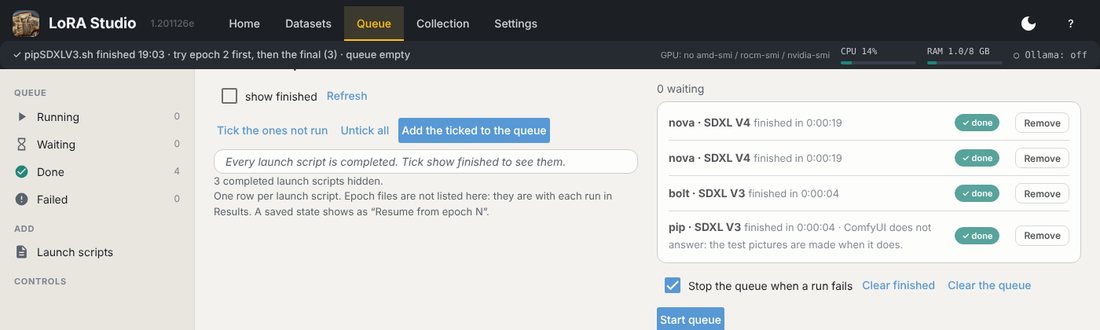 LoRA Studio 1.201126e Home Datasets Queue Collection Settings ?
✓ pipSDXLV3.sh finished 19:03 · try epoch 2 first, then the final (3) · queue empty
GPU: no amd-smi / rocm-smi / nvidia-smi CPU 14% RAM 1.0/8 GB Ollama: off
QUEUE
Running 0
Waiting 0
Done 4
Failed 0
ADD
Launch scripts
CONTROLS
show finished Refresh
Tick the ones not run Untick all Add the ticked to the queue
Every launch script is completed. Tick show finished to see them.
3 completed launch scripts hidden.
One row per launch script. Epoch files are not listed here: they are with each run in
Results. A saved state shows as “Resume from epoch N”.
0 waiting
nova · SDXL V4 finished in 0:00:19 ✓ done Remove
nova · SDXL V4 finished in 0:00:19 ✓ done Remove
bolt · SDXL V3 finished in 0:00:04 ✓ done Remove
pip · SDXL V3 finished in 0:00:04 · ComfyUI does not
answer: the test pictures are made when it does.
✓ done Remove
Stop the queue when a run fails Clear finished Clear the queue
Start queue